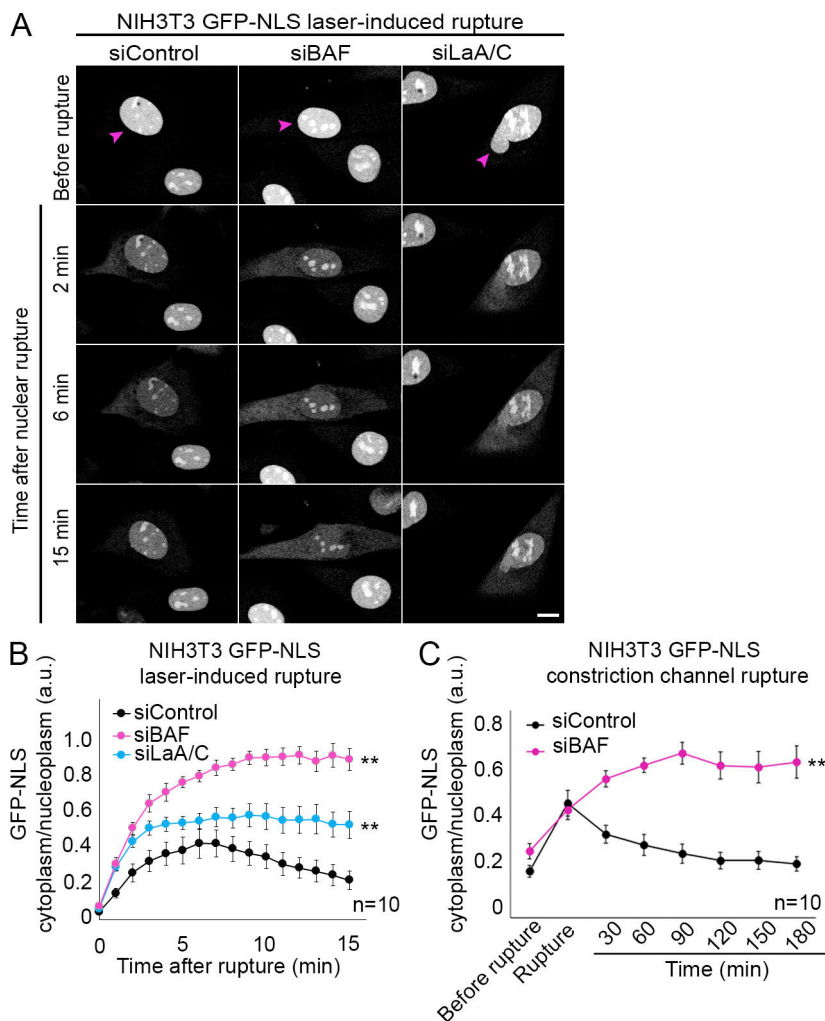 A
NIH3T3 GFP-NLS laser-induced rupture
siControl
siBAF
siLaA/C
Before rupture
Time after nuclear rupture
2 min
6 min
15 min
B
NIH3T3 GFP-NLS
laser-induced rupture
GFP-NLS
cytoplasm/nucleoplasm (a.u.)
siControl
siBAF
siLaA/C
1.0
0.8
0.6
0.4
0.2
0
**
**
n=10
0
5
10
15
Time after rupture (min)
C
NIH3T3 GFP-NLS
constriction channel rupture
GFP-NLS
cytoplasm/nucleoplasm (a.u.)
siControl
siBAF
0.8
0.6
0.4
0.2
0
**
n=10
Before rupture
Rupture
30
60
90
120
150
180
Time (min)